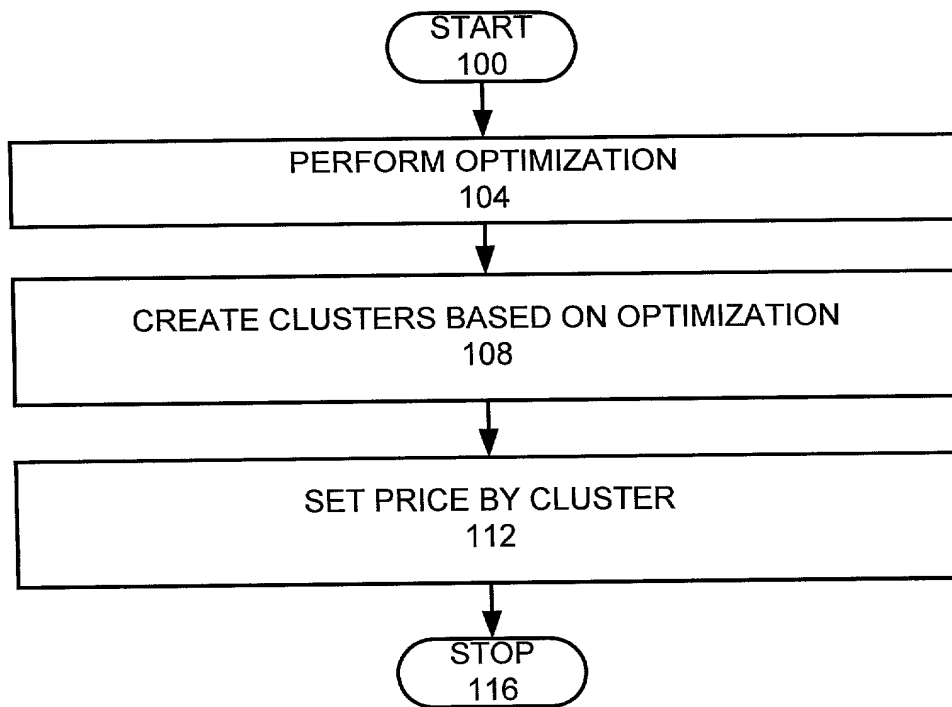 START
100
PERFORM OPTIMIZATION
104
CREATE CLUSTERS BASED ON OPTIMIZATION
108
SET PRICE BY CLUSTER
112
STOP
116